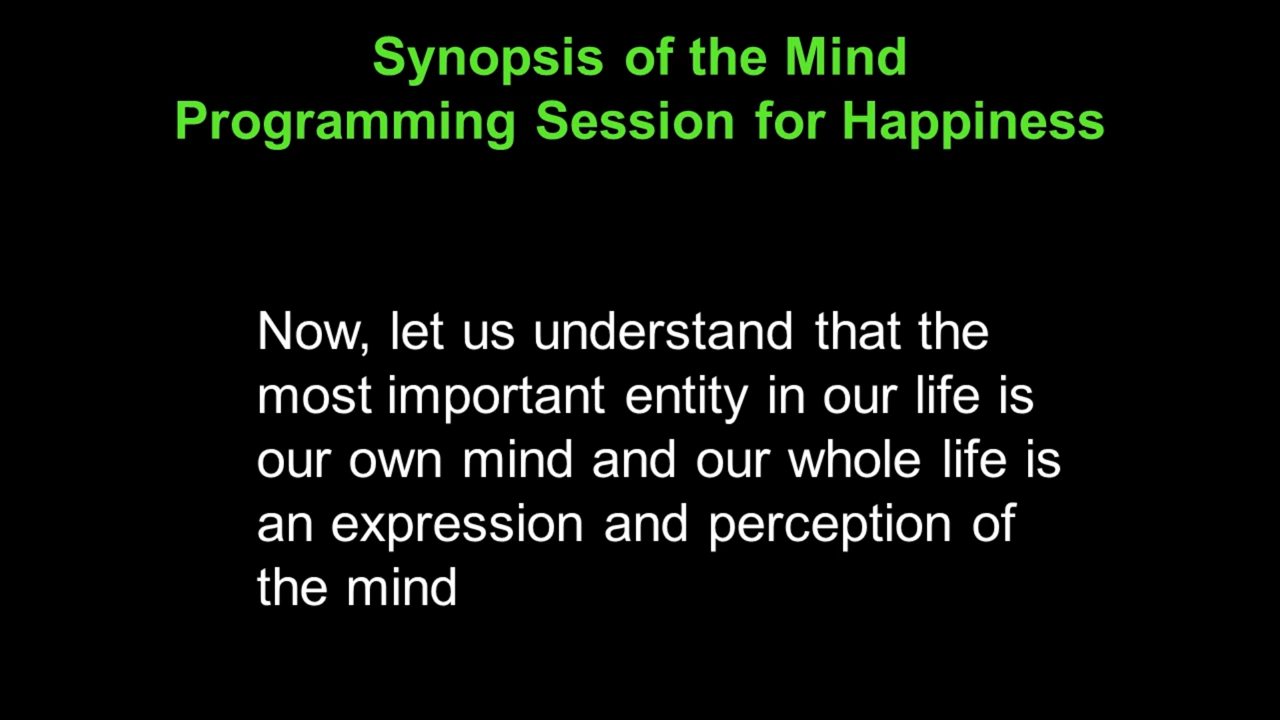 Synopsis of the Mind
Programming Session for Happiness
Now, let us understand that the
most important entity in our life is
our own mind and our whole life is
an expression and perception of
the mind